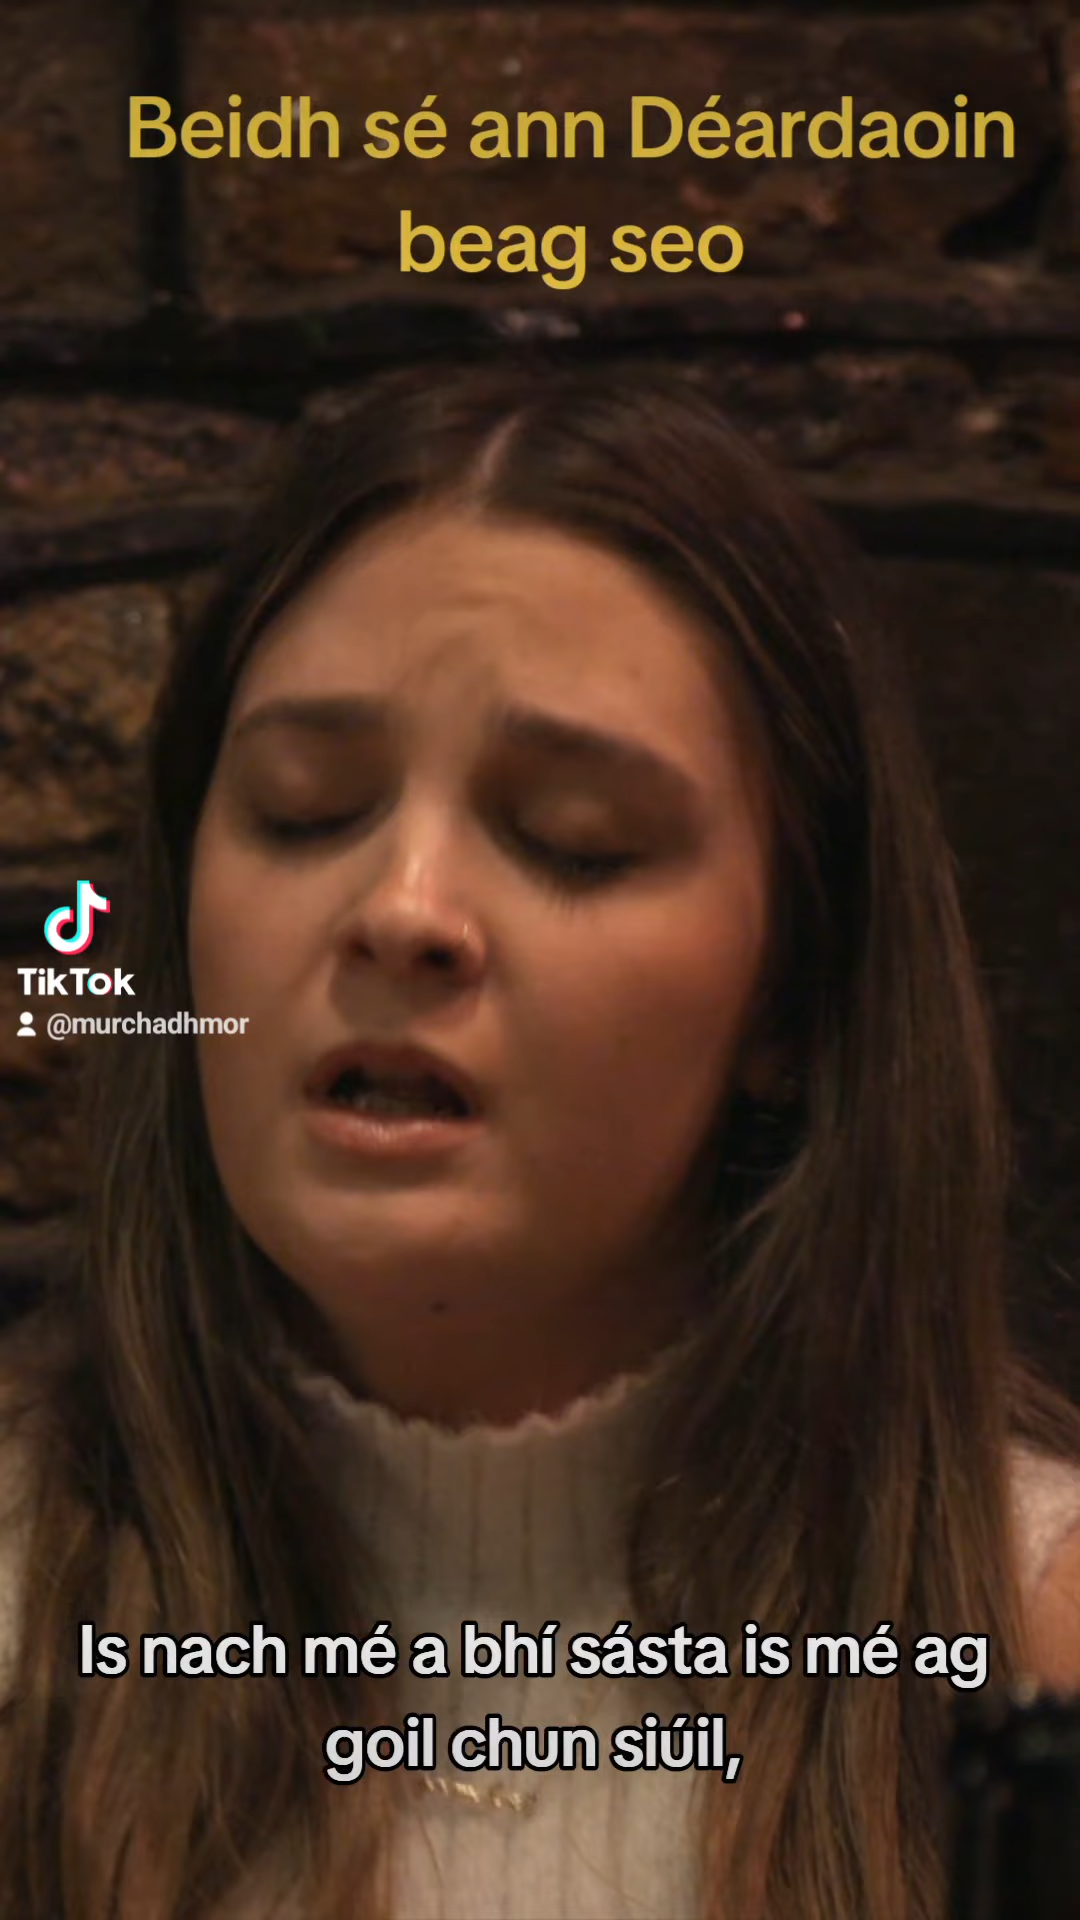 Beidh sé ann Déardaoin
beag seo
TikTok
@murchadhmor
Is nach mé a bhí sásta is mé ag
goil chun siúil,